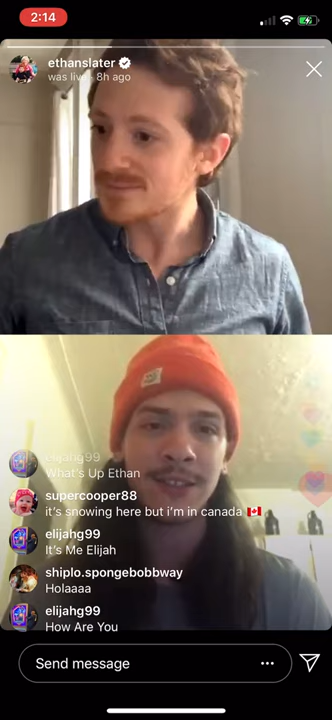 2:14
ethanslater
was live · 8h ago
elijahg99
What's Up Ethan
supercooper88
it's snowing here but i'm in canada 🇨🇦
elijahg99
It's Me Elijah
shiplo.spongebobbway
Holaaaa
elijahg99
How Are You
Send message